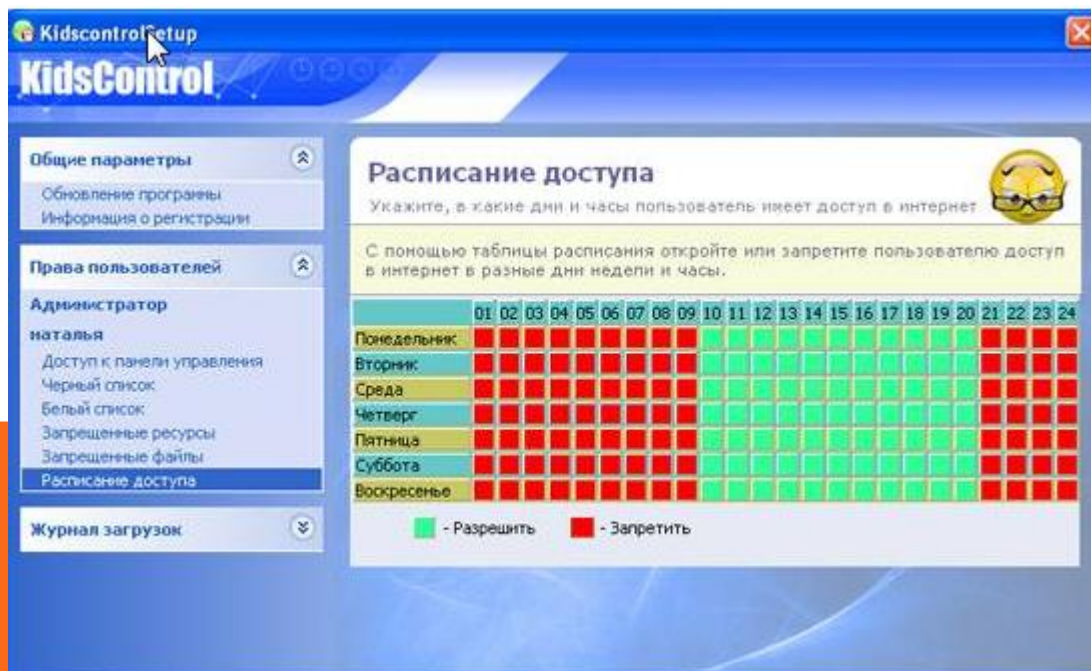 KidscontrolSetup
KidsControl
Общие параметры
Обновление программы
Информация о регистрации
Права пользователей
Администратор
наталья
Доступ к панели управления
Черный список
Белый список
Запрещенные ресурсы
Запрещенные файлы
Расписание доступа
Журнал загрузок
Расписание доступа
Укажите, в какие дни и часы пользователь имеет доступ в интернет
С помощью таблицы расписания откройте или запретите пользователю доступ
в интернет в разные дни недели и часы.
01 02 03 04 05 06 07 08 09 10 11 12 13 14 15 16 17 18 19 20 21 22 23 24
Понедельник
Вторник
Среда
Четверг
Пятница
Суббота
Воскресенье
- Разрешить - Запретить